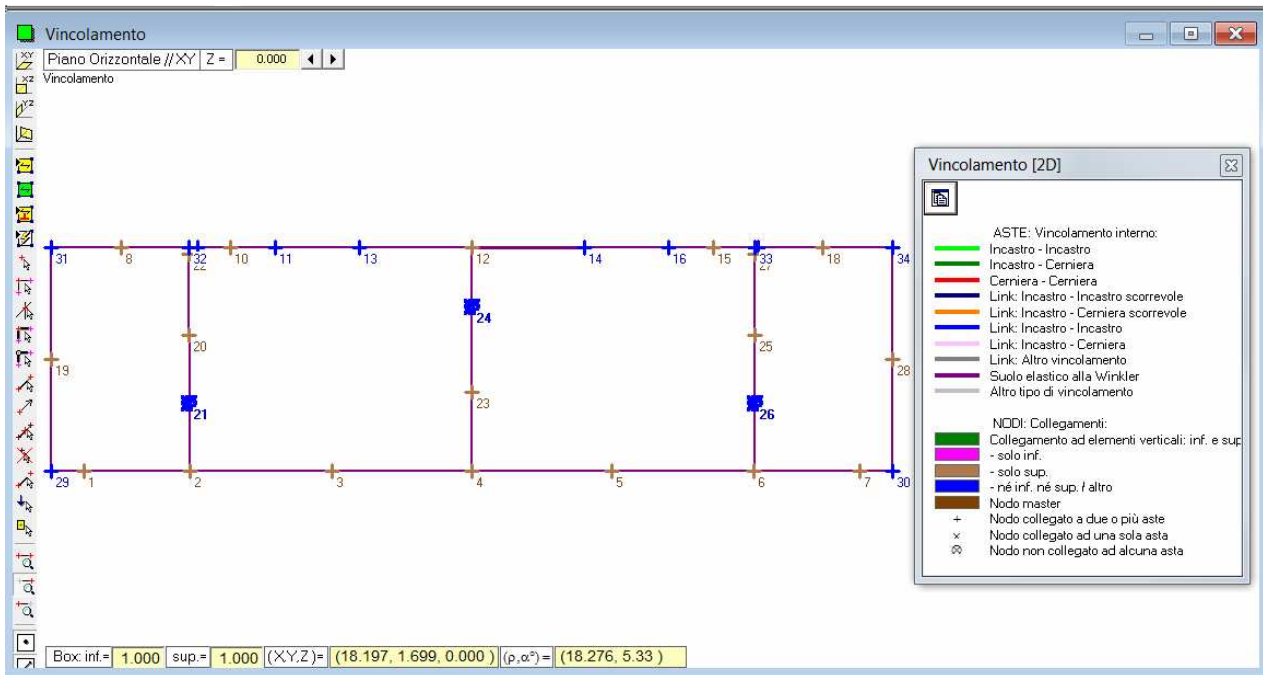 Vincolamento
XY Piano Orizzontale //XY Z = 0.000
XZ Vincolamento
YZ
31 8 32 10 11 13 12 14 16 15 33 18 34
22 27
24
20 25
19 28
23
21 26
29 1 2 3 4 5 6 7 30
Vincolamento [2D]
ASTE: Vincolamento interno:
Incastro - Incastro
Incastro - Cerniera
Cerniera - Cerniera
Link: Incastro - Incastro scorrevole
Link: Incastro - Cerniera scorrevole
Link: Incastro - Incastro
Link: Incastro - Cerniera
Link: Altro vincolamento
Suolo elastico alla Winkler
Altro tipo di vincolamento
NODI: Collegamenti:
Collegamento ad elementi verticali: inf. e sup
- solo inf.
- solo sup.
- né inf. né sup. / altro
Nodo master
+ Nodo collegato a due o più aste
x Nodo collegato ad una sola asta
Nodo non collegato ad alcuna asta
Box: inf.= 1.000 sup.= 1.000 (X,Y,Z)= (18.197, 1.699, 0.000 ) (ρ,α°) = (18.276, 5.33 )